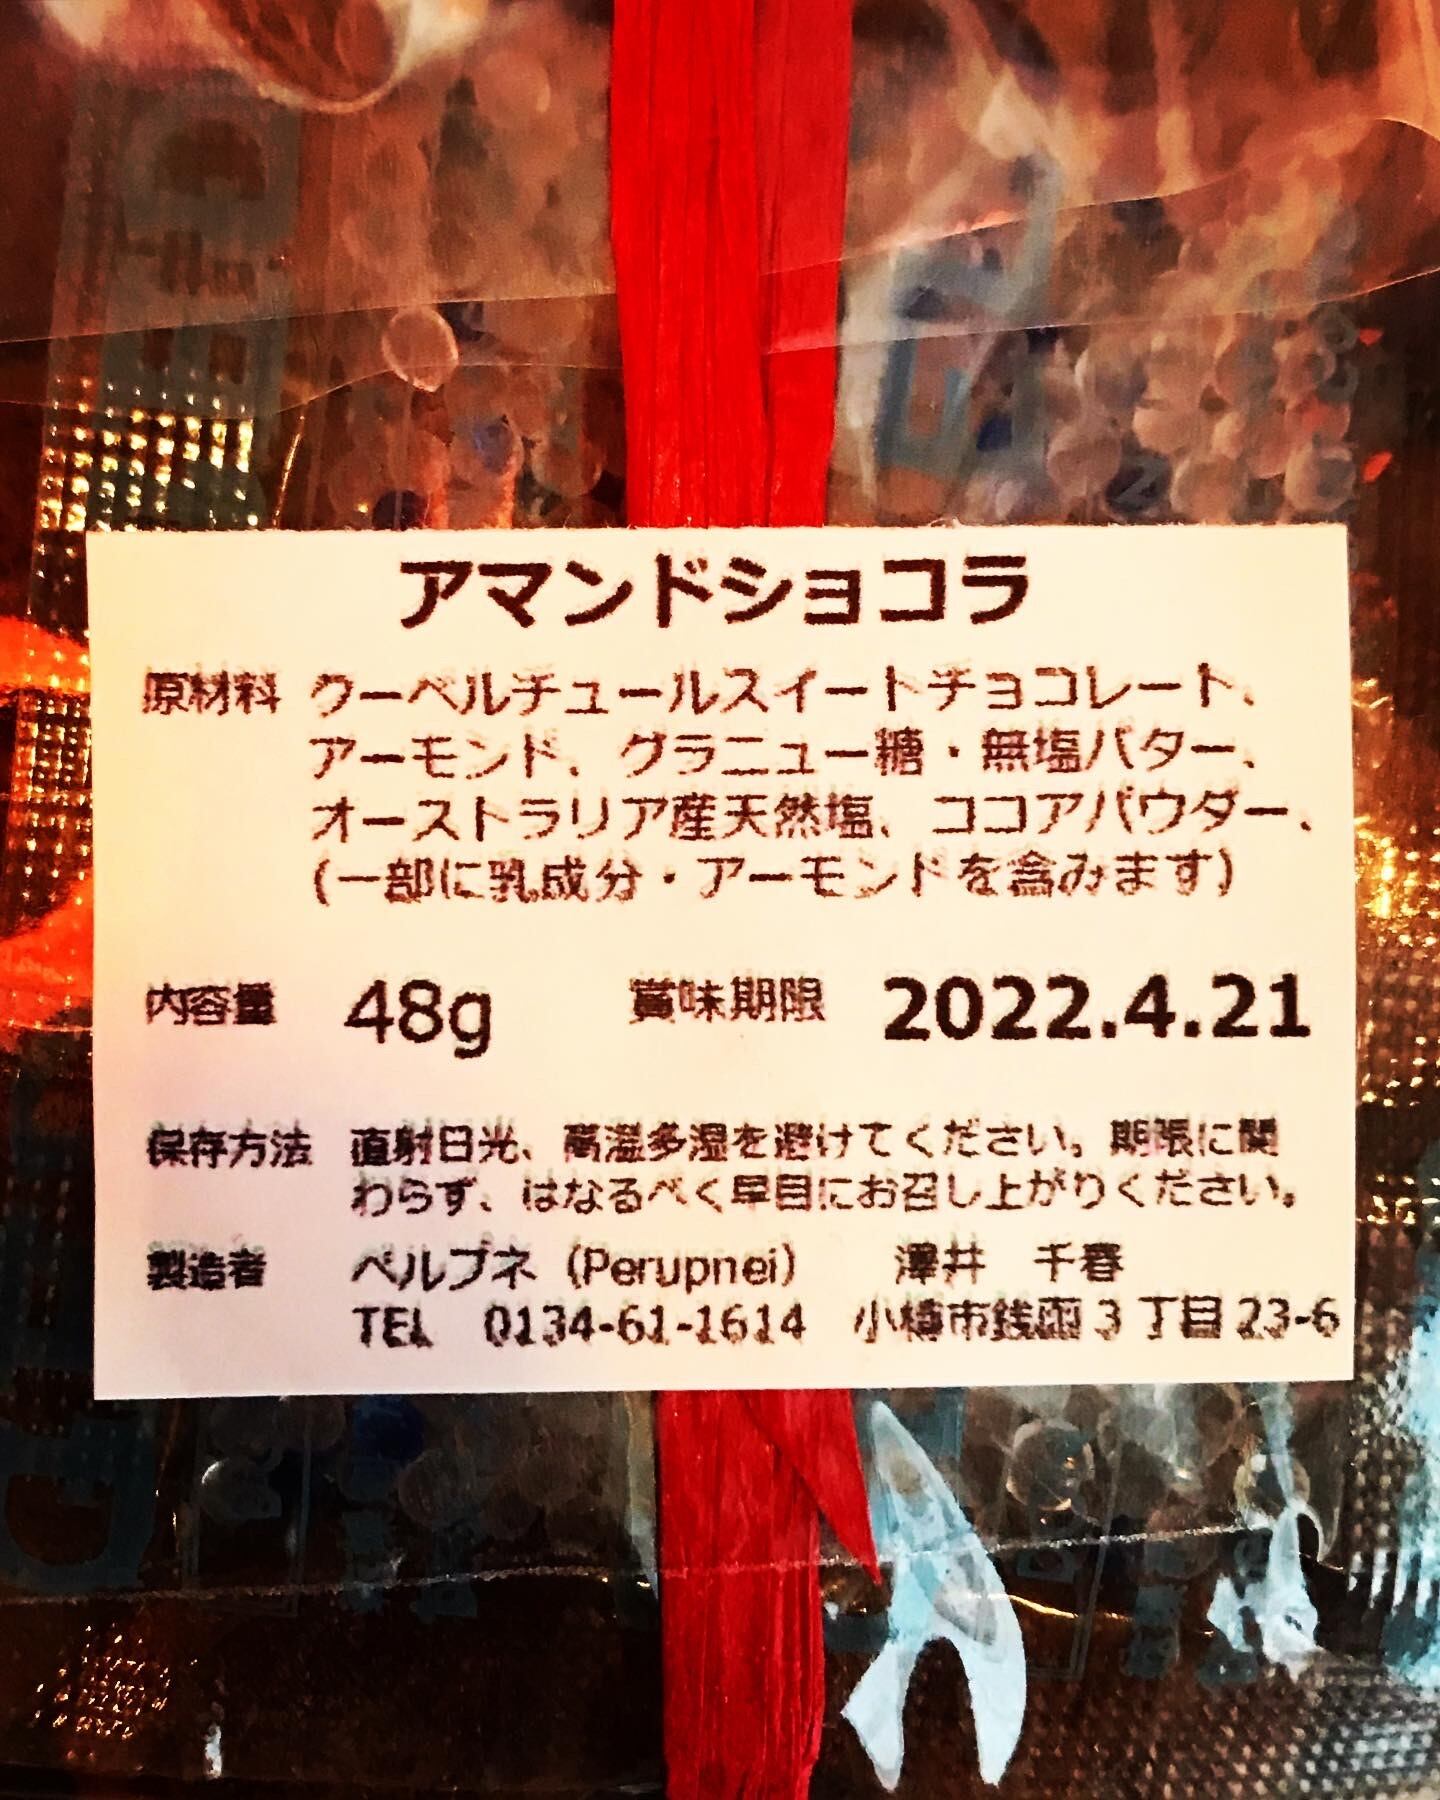 アマンドショコラ
原材料 クーベルチュールスイートチョコレート、
アーモンド、グラニュー糖・無塩バター、
オーストラリア産天然塩、ココアパウダー、
(一部に乳成分・アーモンドを含みます)
内容量 48g 賞味期限 2022.4.21
保存方法 直射日光、高温多湿を避けてください。期限に関
わらず、はなるべく早目にお召し上がりください。
製造者 ペルプネ（Perupnei） 澤井 千春
TEL 0134-61-1614 小樽市銭函3丁目23-6